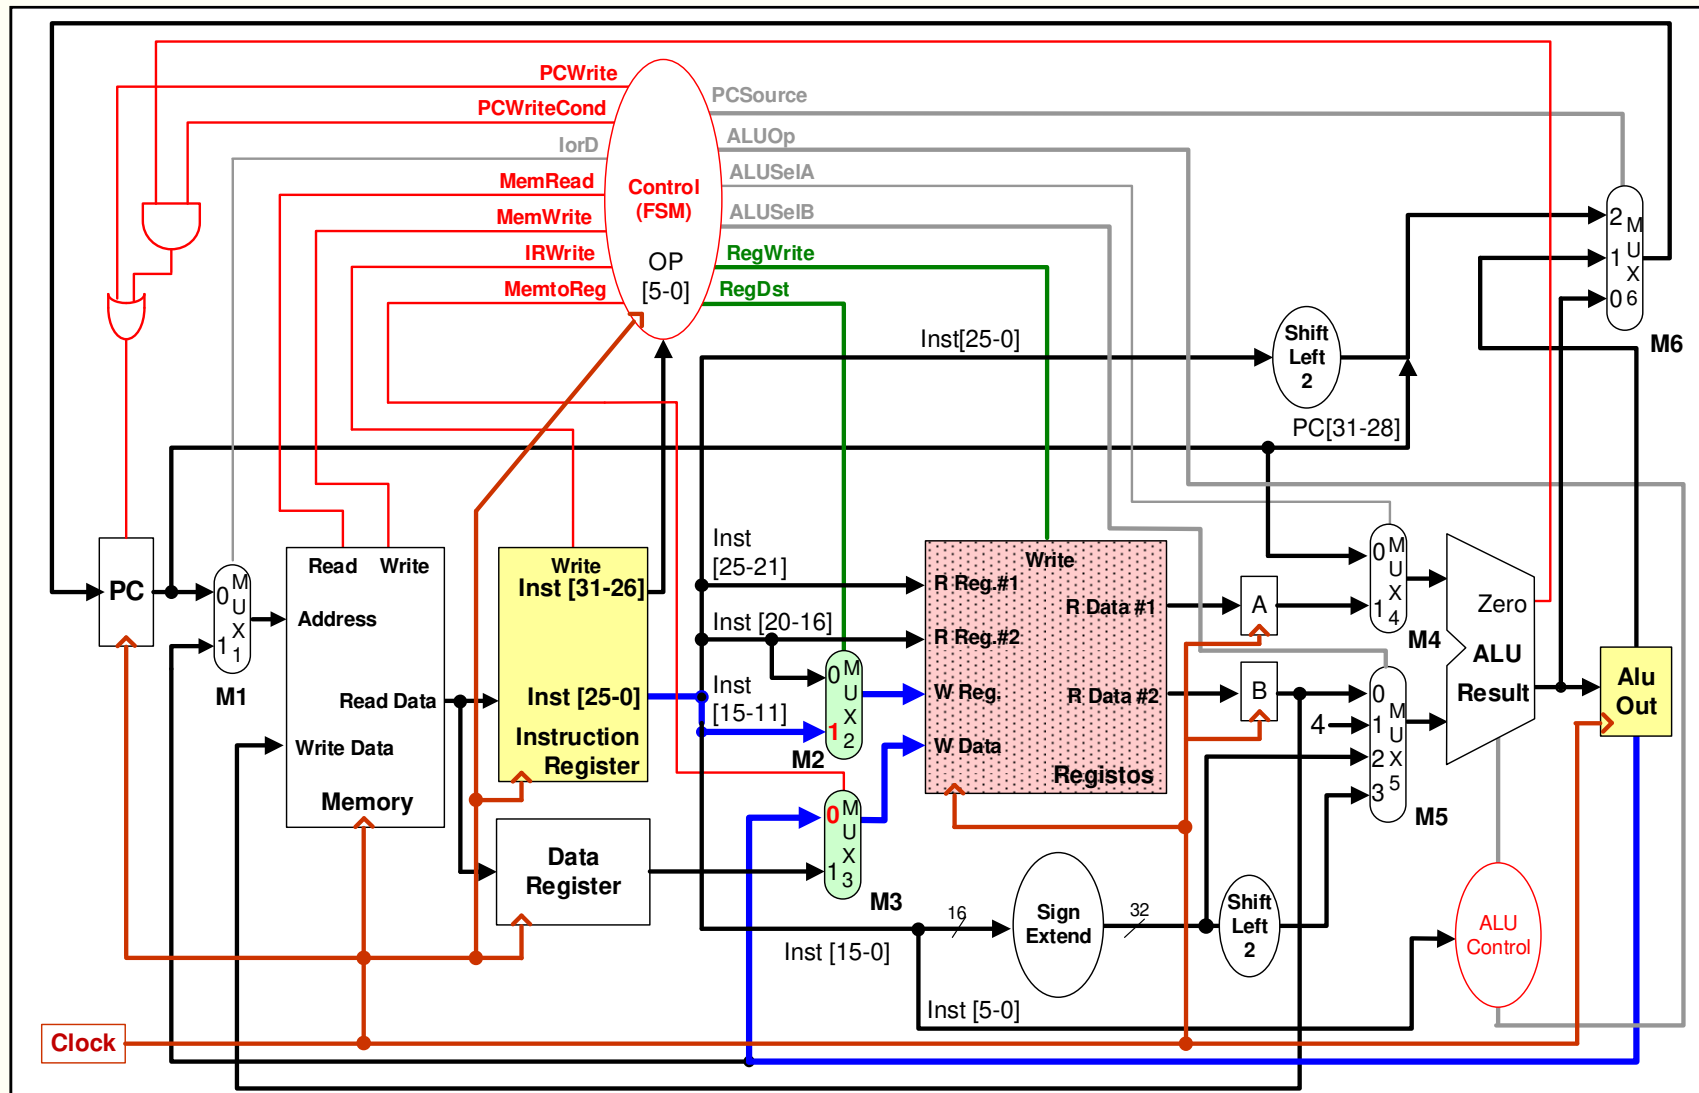 PCWrite
PCWriteCond
IorD
MemRead
MemWrite
IRWrite
MemtoReg
Control
(FSM)
OP
[5-0]
PCSource
ALUOp
ALUSelA
ALUSelB
RegWrite
RegDst
2
1
0
M
U
X
6
M6
Inst[25-0]
Shift
Left
2
PC[31-28]
PC
0
1
M
U
X
1
M1
Read
Write
Address
Read Data
Write Data
Memory
Write
Inst [31-26]
Inst [25-0]
Instruction
Register
Data
Register
Inst
[25-21]
Inst [20-16]
Inst
[15-11]
0
1
M
U
X
2
M2
0
1
M
U
X
3
M3
Write
R Reg.#1
R Reg.#2
W Reg.
W Data
R Data #1
R Data #2
Registos
A
B
4
0
1
M
U
X
4
M4
0
1
2
3
M
U
X
5
M5
Zero
ALU
Result
Alu
Out
16
Sign
Extend
32
Shift
Left
2
ALU
Control
Inst [15-0]
Inst [5-0]
Clock